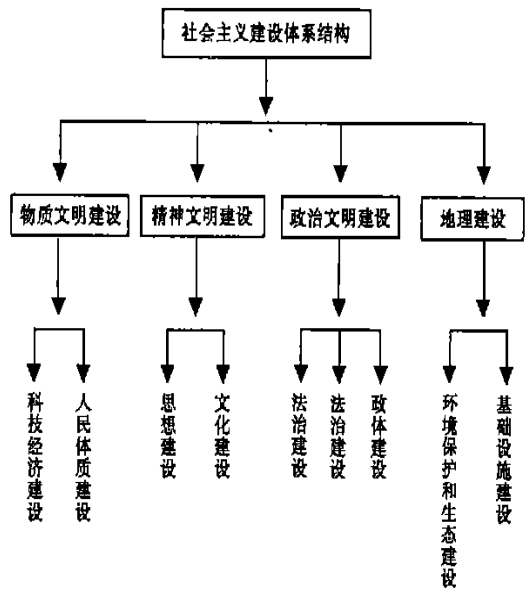 社会主义建设体系结构
物质文明建设
精神文明建设
政治文明建设
地理建设
科技经济建设
人民体质建设
思想建设
文化建设
法治建设
法治建设
政体建设
环境保护和生态建设
基础设施建设